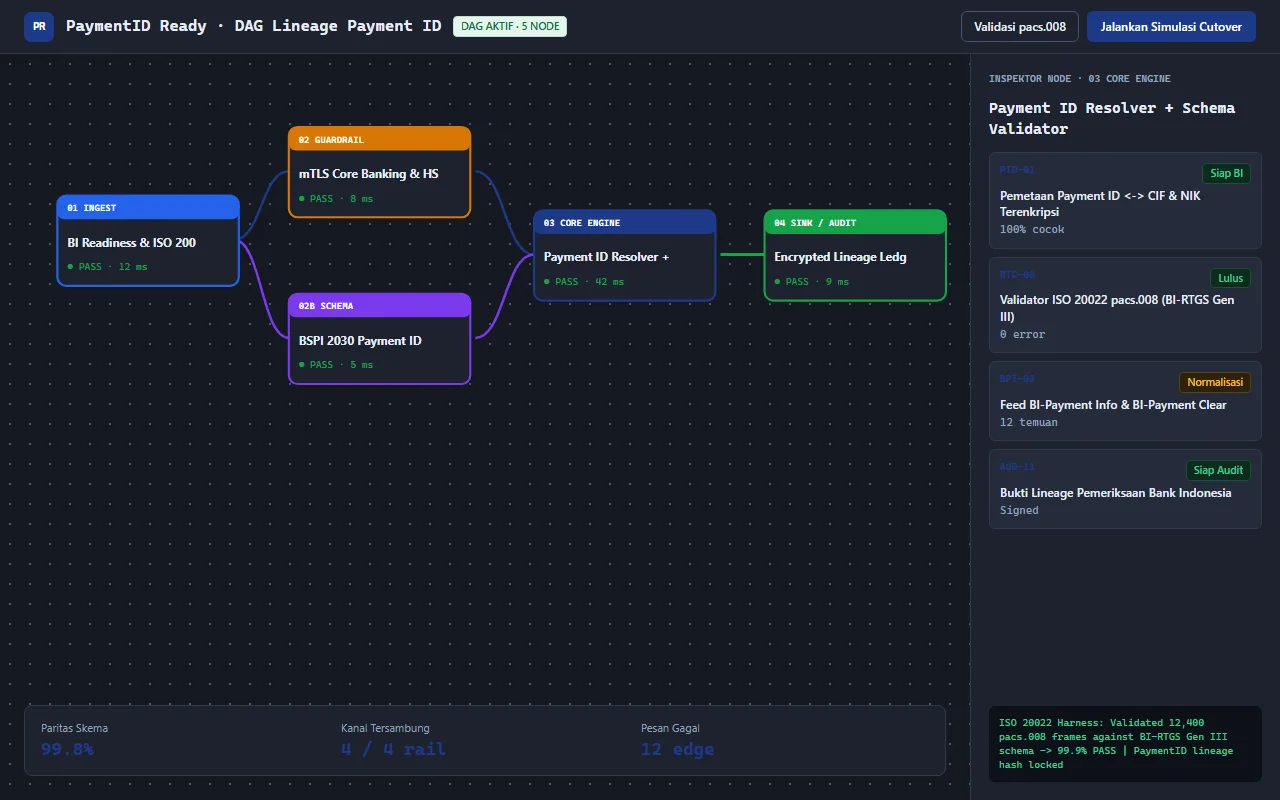 PR
PaymentID Ready · DAG Lineage Payment ID
DAG AKTIF · 5 NODE
Validasi pacs.008
Jalankan Simulasi Cutover
01 INGEST
BI Readiness & ISO 200
PASS · 12 ms
02 GUARDRAIL
mTLS Core Banking & HS
PASS · 8 ms
02B SCHEMA
BSPI 2030 Payment ID
PASS · 5 ms
03 CORE ENGINE
Payment ID Resolver +
PASS · 42 ms
04 SINK / AUDIT
Encrypted Lineage Ledg
PASS · 9 ms
Paritas Skema
99.8%
Kanal Tersambung
4 / 4 rail
Pesan Gagal
12 edge
INSPEKTOR NODE · 03 CORE ENGINE
Payment ID Resolver + Schema
Validator
PID-01
Siap BI
Pemetaan Payment ID <-> CIF & NIK
Terenkripsi
100% cocok
Lulus
Validator ISO 20022 pacs.008 (BI-RTGS Gen
III)
0 error
Normalisasi
Feed BI-Payment Info & BI-Payment Clear
12 temuan
Siap Audit
Bukti Lineage Pemeriksaan Bank Indonesia
Signed
ISO 20022 Harness: Validated 12,400
pacs.008 frames against BI-RTGS Gen III
schema -> 99.9% PASS | PaymentID lineage
hash locked